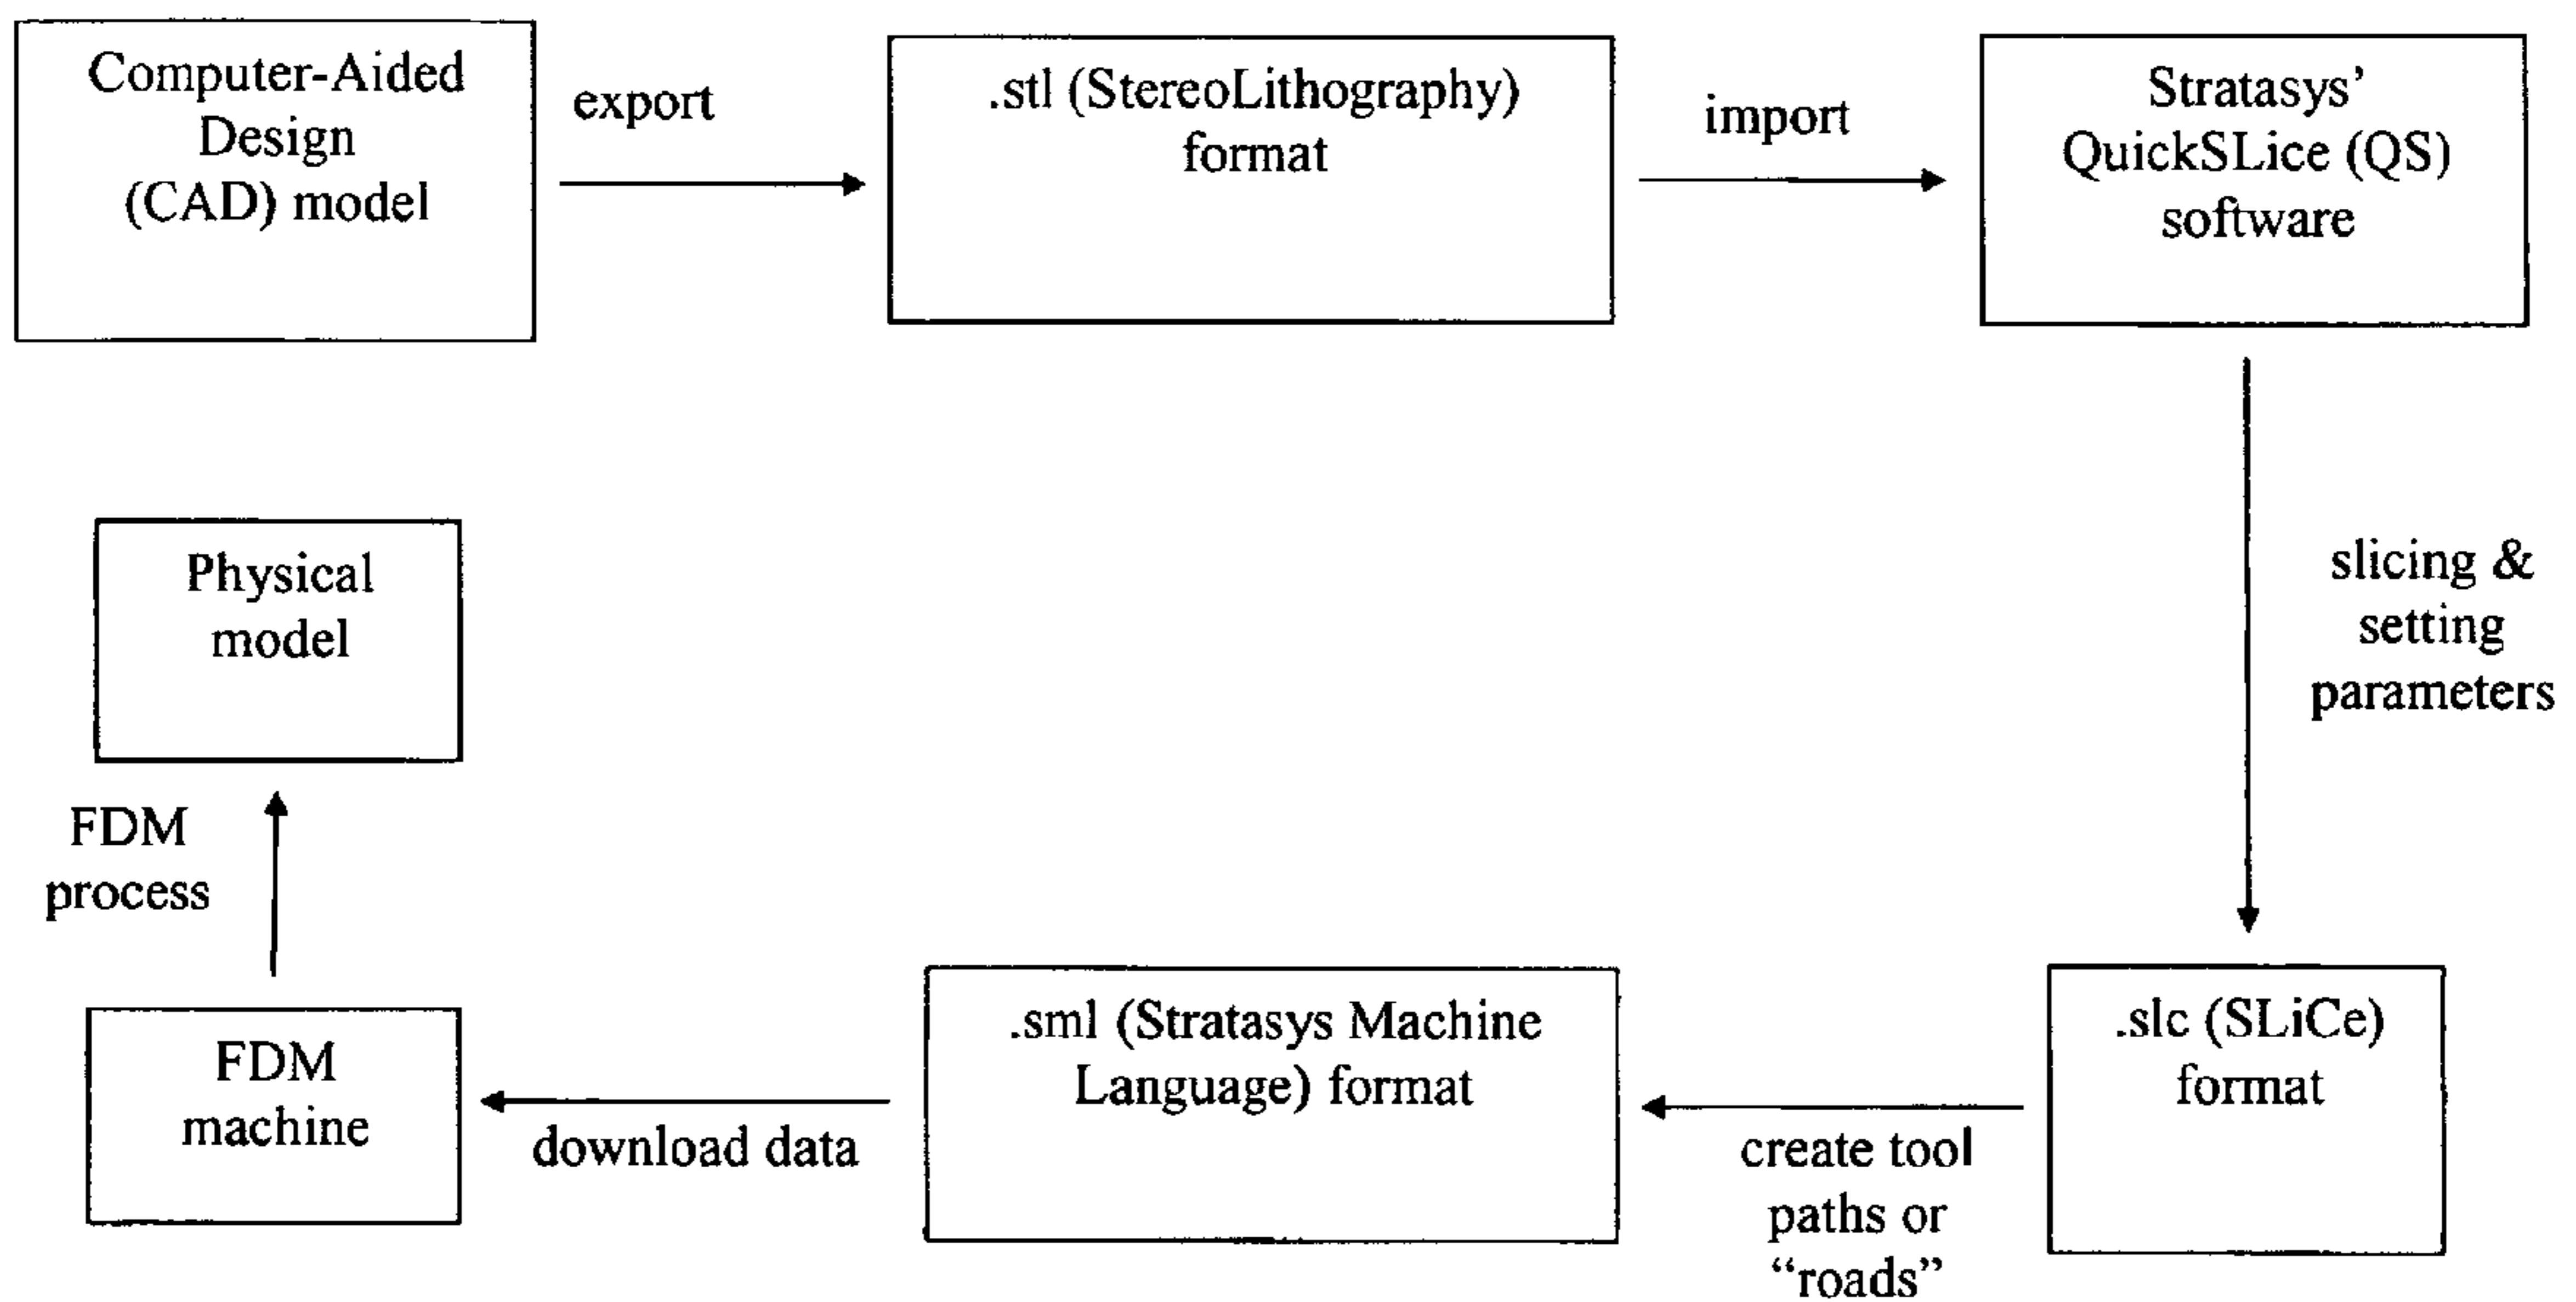 Computer-Aided
Design
(CAD) model
export
.stl (StereoLithography)
format
import
Stratasys’
QuickSLice (QS)
software
slicing &
setting
parameters
.slc (SLiCe)
format
create tool
paths or
“roads”
.sml (Stratasys Machine
Language) format
download data
FDM
machine
FDM
process
Physical
model